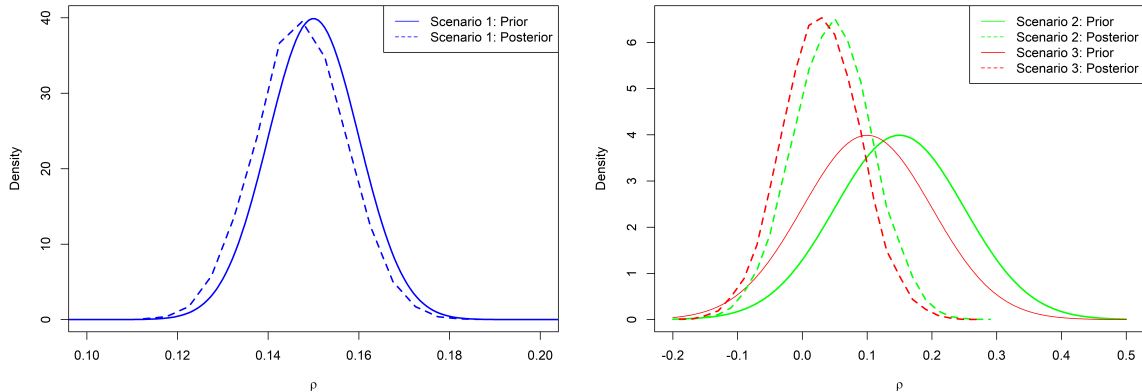 Scenario 1: Prior
Scenario 1: Posterior
Density
0 10 20 30 40
0.10 0.12 0.14 0.16 0.18 0.20
ρ
Scenario 2: Prior
Scenario 2: Posterior
Scenario 3: Prior
Scenario 3: Posterior
Density
0 1 2 3 4 5 6
-0.2 -0.1 0.0 0.1 0.2 0.3 0.4 0.5
ρ